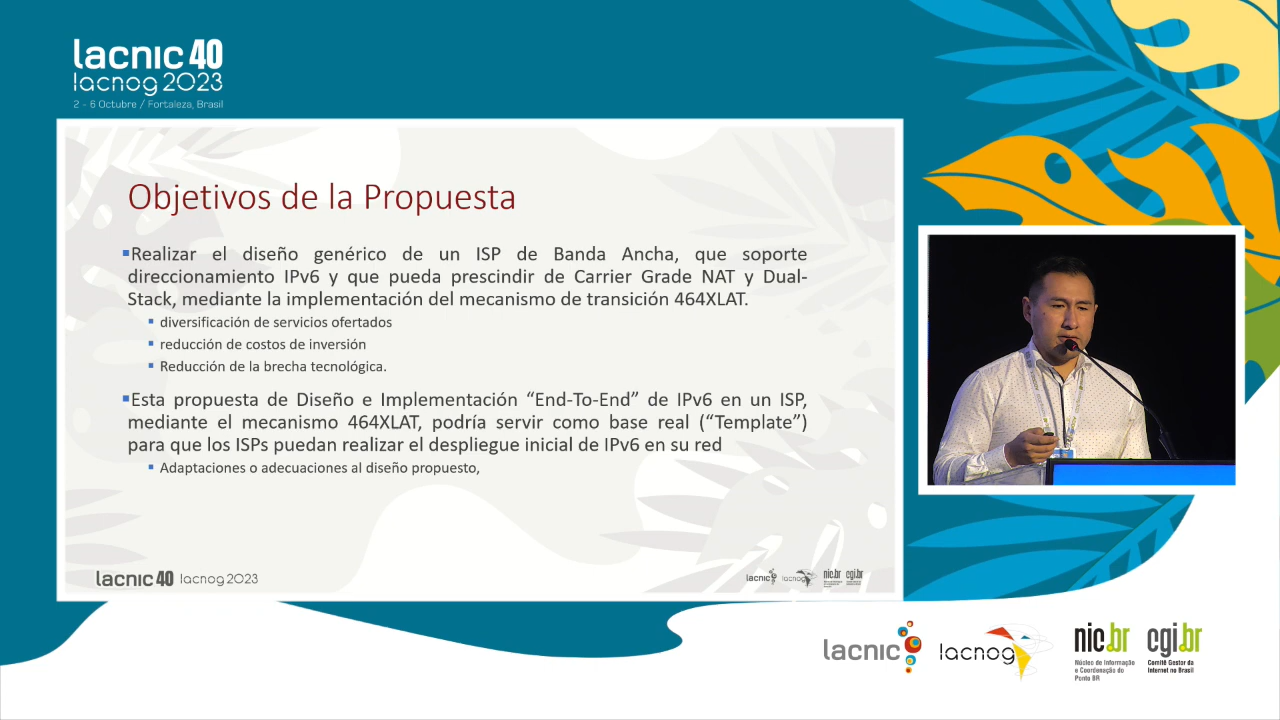 lacnic 40
lacnog 2023
2 - 6 Octubre / Fortaleza, Brasil
Objetivos de la Propuesta
Realizar el diseño genérico de un ISP de Banda Ancha, que soporte
direccionamiento IPv6 y que pueda prescindir de Carrier Grade NAT y Dual-
Stack, mediante la implementación del mecanismo de transición 464XLAT.
diversificación de servicios ofertados
reducción de costos de inversión
Reducción de la brecha tecnológica.
Esta propuesta de Diseño e Implementación “End-To-End” de IPv6 en un ISP,
mediante el mecanismo 464XLAT, podría servir como base real (“Template”)
para que los ISPs puedan realizar el despliegue inicial de IPv6 en su red
Adaptaciones o adecuaciones al diseño propuesto,
lacnic 40 lacnog 2023
lacnic lacnog nic.br cgi.br
lacnic
lacnog
nic.br
Núcleo de Informação
e Coordenação do
Ponto BR
cgi.br
Comitê Gestor da
Internet no Brasil